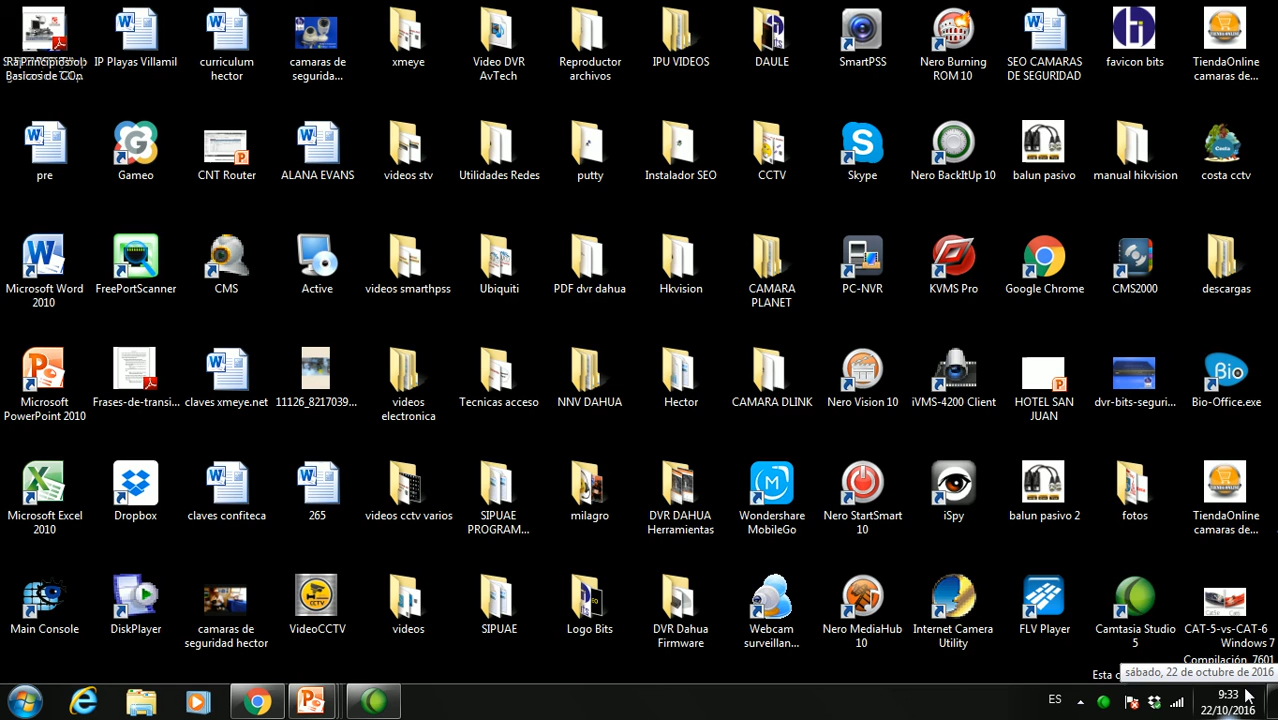 IP Playas Villamil
curriculum
hector
camaras de
segurida...
xmeye
Video DVR
AvTech
Reproductor
archivos
IPU VIDEOS
DAULE
SmartPSS
Nero Burning
ROM 10
SEO CAMARAS
DE SEGURIDAD
favicon bits
TiendaOnline
camaras de...
pre
Gameo
CNT Router
ALANA EVANS
videos stv
Utilidades Redes
putty
Instalador SEO
CCTV
Skype
Nero BackItUp 10
balun pasivo
manual hikvision
costa cctv
Microsoft Word
2010
FreePortScanner
CMS
Active
videos smarthpss
Ubiquiti
PDF dvr dahua
Hkvision
CAMARA
PLANET
PC-NVR
KVMS Pro
Google Chrome
CMS2000
descargas
Microsoft
PowerPoint 2010
Frases-de-transi...
claves xmeye.net
11126_8217039...
videos
electronica
Tecnicas acceso
NNV DAHUA
Hector
CAMARA DLINK
Nero Vision 10
iVMS-4200 Client
HOTEL SAN
JUAN
dvr-bits-seguri...
Bio-Office.exe
Microsoft Excel
2010
Dropbox
claves confiteca
265
videos cctv varios
SIPUAE
PROGRAM...
milagro
DVR DAHUA
Herramientas
Wondershare
MobileGo
Nero StartSmart
10
iSpy
balun pasivo 2
fotos
TiendaOnline
camaras de...
Main Console
DiskPlayer
camaras de
seguridad hector
VideoCCTV
videos
SIPUAE
Logo Bits
DVR Dahua
Firmware
Webcam
surveillan...
Nero MediaHub
10
Internet Camera
Utility
FLV Player
Camtasia Studio
5
CAT-5-vs-CAT-6
Windows 7
Compilación 7601
Esta
sábado, 22 de octubre de 2016
ES
9:33
22/10/2016